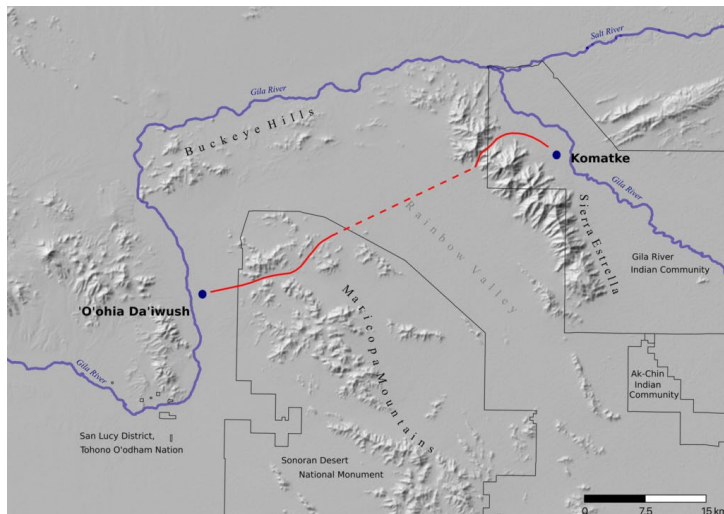 Salt River
Gila River
Buckeye Hills
Komatke
Gila River
Rainbow Valley
Sierra Estrella
Gila River
Indian Community
'O'ohia Da'iwush
Maricopa Mountains
Gila River
Ak-Chin
Indian
Community
San Lucy District,
Tohono O'odham Nation
Sonoran Desert
National Monument
0 7.5 15 km